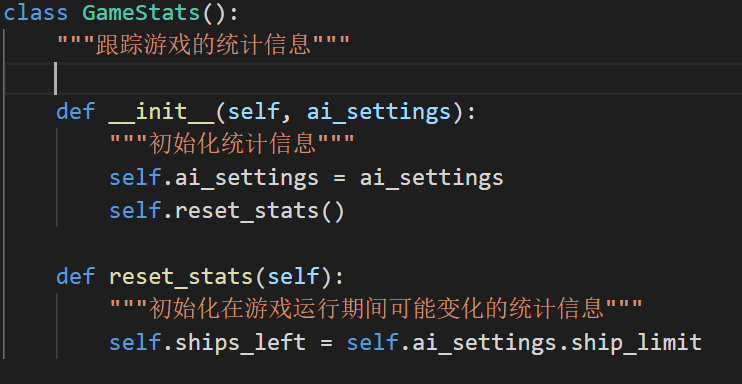 class GameStats():
    """跟踪游戏的统计信息"""
    def __init__(self, ai_settings):
        """初始化统计信息"""
        self.ai_settings = ai_settings
        self.reset_stats()
    def reset_stats(self):
        """初始化在游戏运行期间可能变化的统计信息"""
        self.ships_left = self.ai_settings.ship_limit